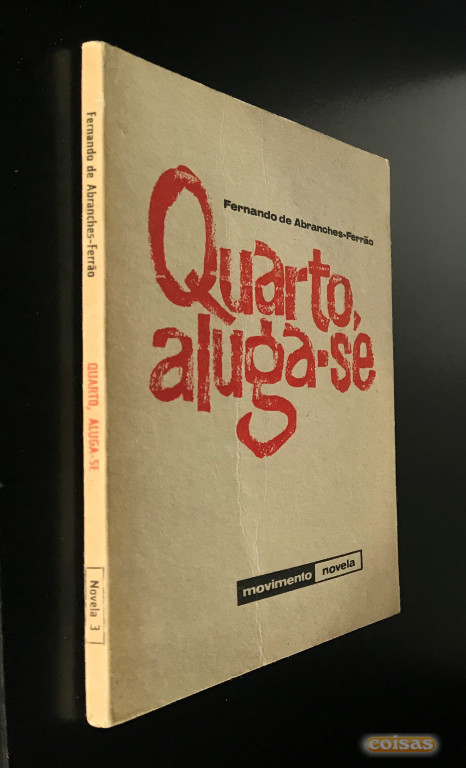 Fernando de Abranches-Ferrão
QUARTO, ALUGA-SE
Novela 3
Fernando de Abranches-Ferrão
Quarto,
aluga-se
movimento novela
coisas